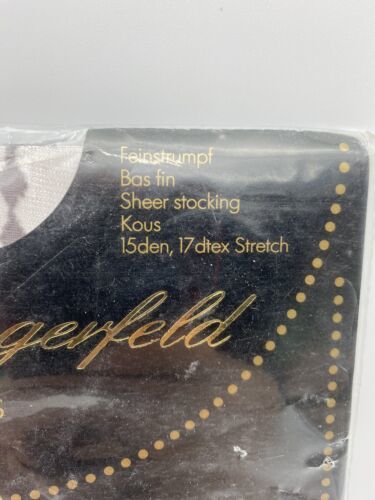 Feinstrumpf
Bas fin
Sheer stocking
Kous
15den, 17dtex Stretch
gerfeld
s